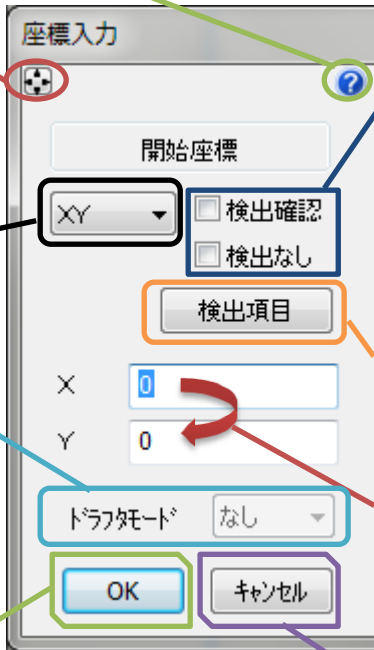 座標入力
?
開始座標
XY
検出確認
検出なし
検出項目
X 0
Y 0
ﾄﾞﾗﾌﾀﾓｰﾄﾞ なし
OK ｷｬﾝｾﾙ